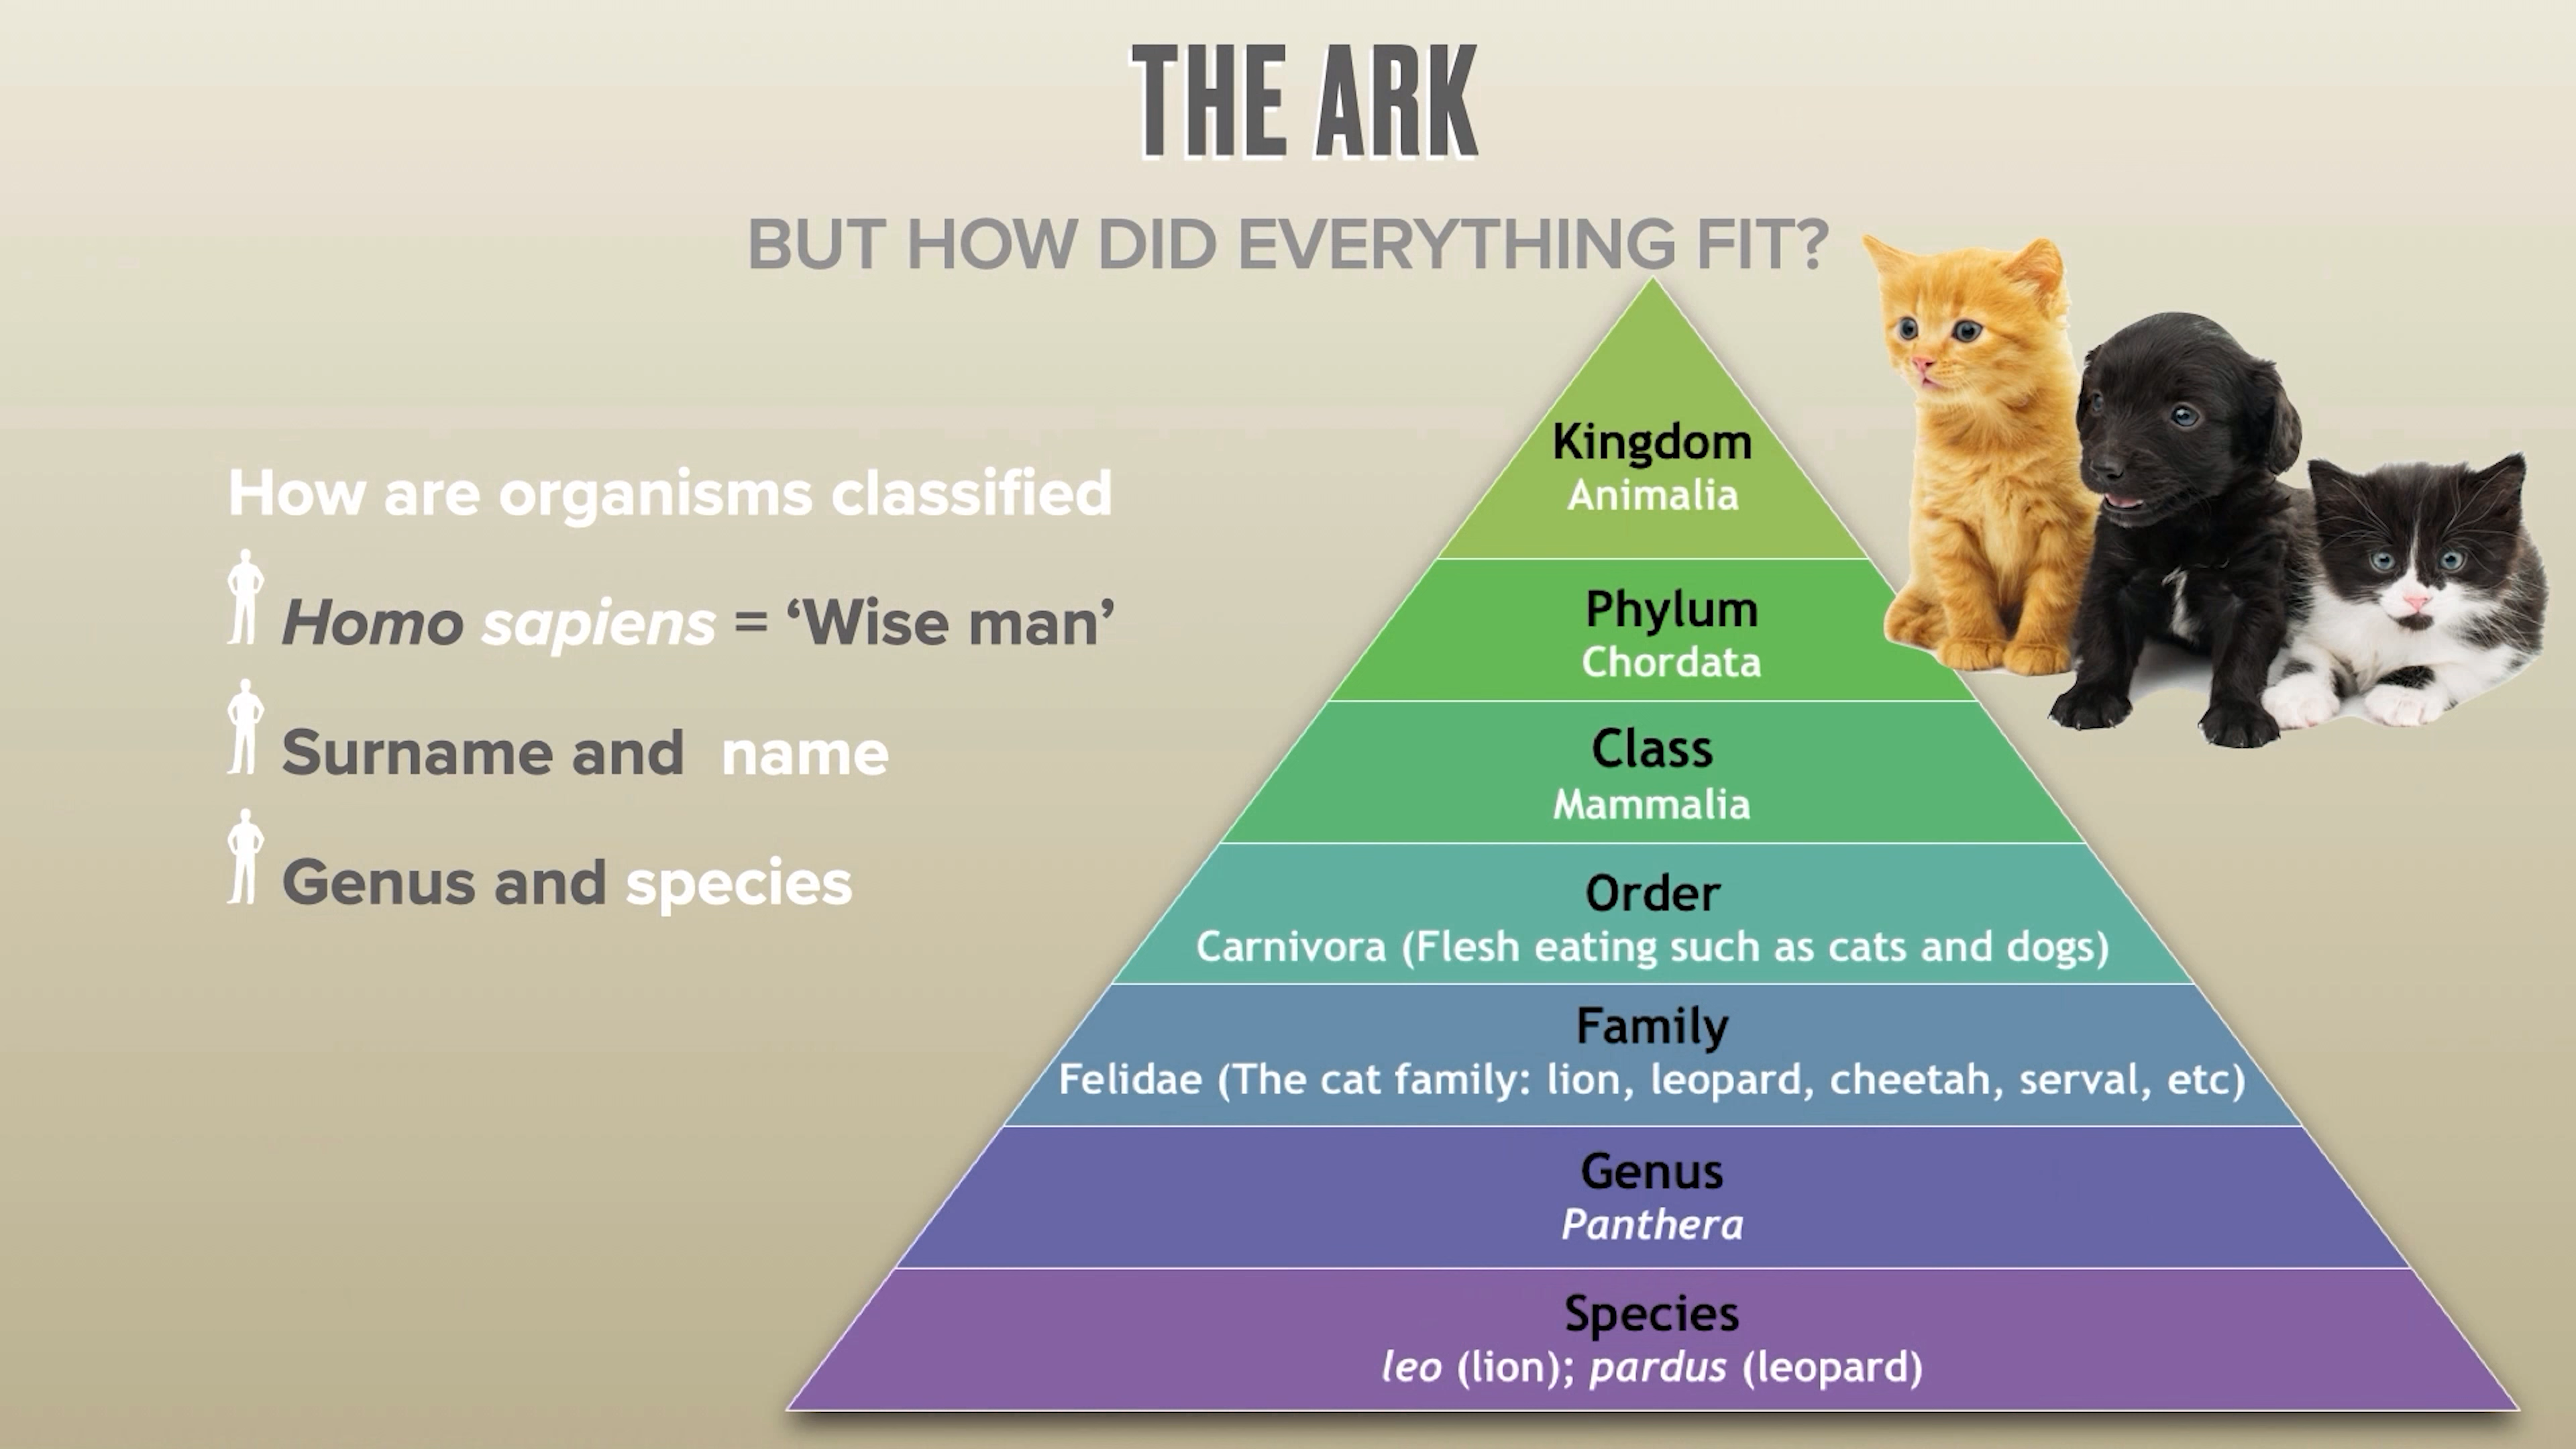 THE ARK
BUT HOW DID EVERYTHING FIT?
How are organisms classified
Homo sapiens = ‘Wise man’
Surname and name
Genus and species
Kingdom
Animalia
Phylum
Chordata
Class
Mammalia
Order
Carnivora (Flesh eating such as cats and dogs)
Family
Felidae (The cat family: lion, leopard, cheetah, serval, etc)
Genus
Panthera
Species
leo (lion); pardus (leopard)